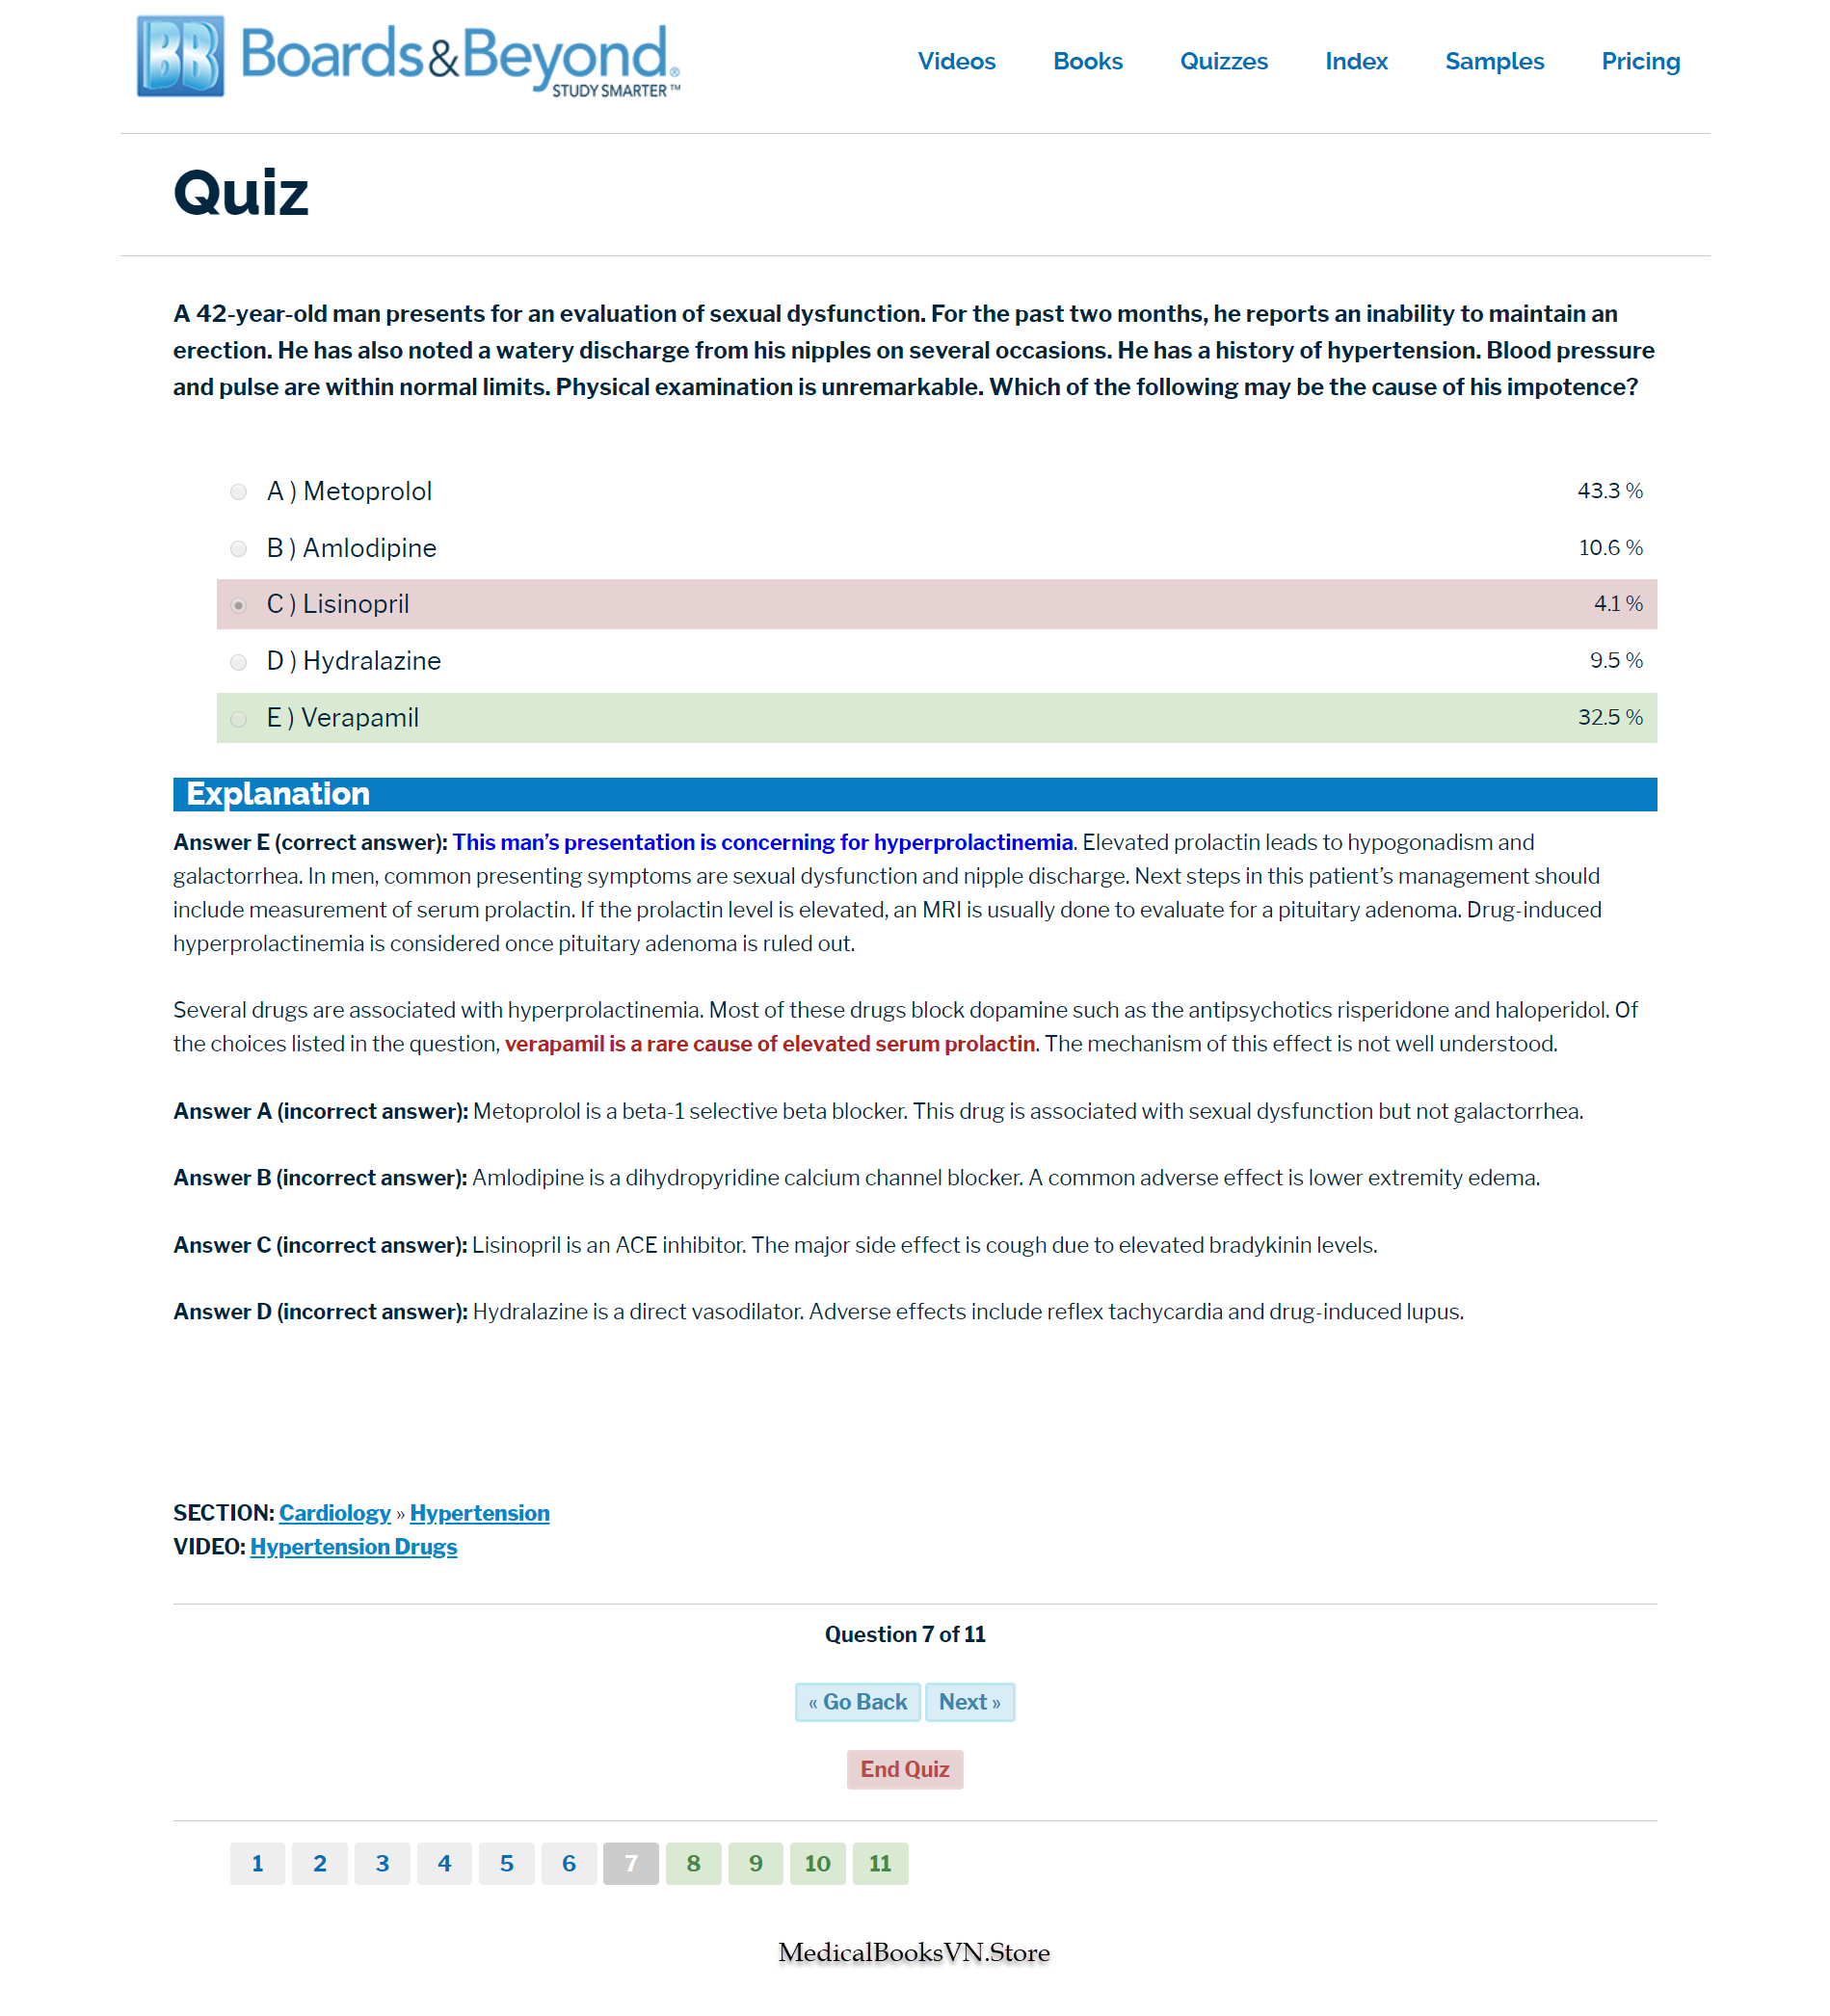 BB Boards&Beyond®
STUDY SMARTER™
Videos Books Quizzes Index Samples Pricing
Quiz
A 42-year-old man presents for an evaluation of sexual dysfunction. For the past two months, he reports an inability to maintain an
erection. He has also noted a watery discharge from his nipples on several occasions. He has a history of hypertension. Blood pressure
and pulse are within normal limits. Physical examination is unremarkable. Which of the following may be the cause of his impotence?
A ) Metoprolol 43.3 %
B ) Amlodipine 10.6 %
C ) Lisinopril 4.1 %
D ) Hydralazine 9.5 %
E ) Verapamil 32.5 %
Explanation
Answer E (correct answer): This man’s presentation is concerning for hyperprolactinemia. Elevated prolactin leads to hypogonadism and
galactorrhea. In men, common presenting symptoms are sexual dysfunction and nipple discharge. Next steps in this patient’s management should
include measurement of serum prolactin. If the prolactin level is elevated, an MRI is usually done to evaluate for a pituitary adenoma. Drug-induced
hyperprolactinemia is considered once pituitary adenoma is ruled out.
Several drugs are associated with hyperprolactinemia. Most of these drugs block dopamine such as the antipsychotics risperidone and haloperidol. Of
the choices listed in the question, verapamil is a rare cause of elevated serum prolactin. The mechanism of this effect is not well understood.
Answer A (incorrect answer): Metoprolol is a beta-1 selective beta blocker. This drug is associated with sexual dysfunction but not galactorrhea.
Answer B (incorrect answer): Amlodipine is a dihydropyridine calcium channel blocker. A common adverse effect is lower extremity edema.
Answer C (incorrect answer): Lisinopril is an ACE inhibitor. The major side effect is cough due to elevated bradykinin levels.
Answer D (incorrect answer): Hydralazine is a direct vasodilator. Adverse effects include reflex tachycardia and drug-induced lupus.
SECTION: Cardiology » Hypertension
VIDEO: Hypertension Drugs
Question 7 of 11
« Go Back Next »
End Quiz
1 2 3 4 5 6 7 8 9 10 11
MedicalBooksVN.Store